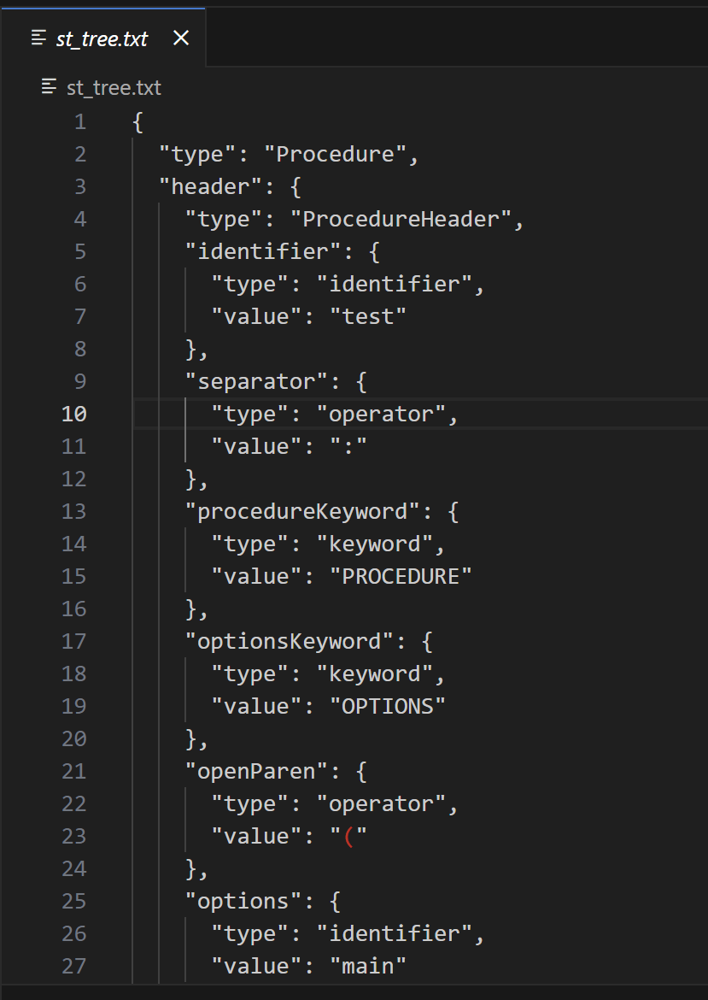 st_tree.txt ×
st_tree.txt
1 {
2   "type": "Procedure",
3   "header": {
4     "type": "ProcedureHeader",
5     "identifier": {
6       "type": "identifier",
7       "value": "test"
8     },
9     "separator": {
10       "type": "operator",
11       "value": ":"
12     },
13     "procedureKeyword": {
14       "type": "keyword",
15       "value": "PROCEDURE"
16     },
17     "optionsKeyword": {
18       "type": "keyword",
19       "value": "OPTIONS"
20     },
21     "openParen": {
22       "type": "operator",
23       "value": "("
24     },
25     "options": {
26       "type": "identifier",
27       "value": "main"